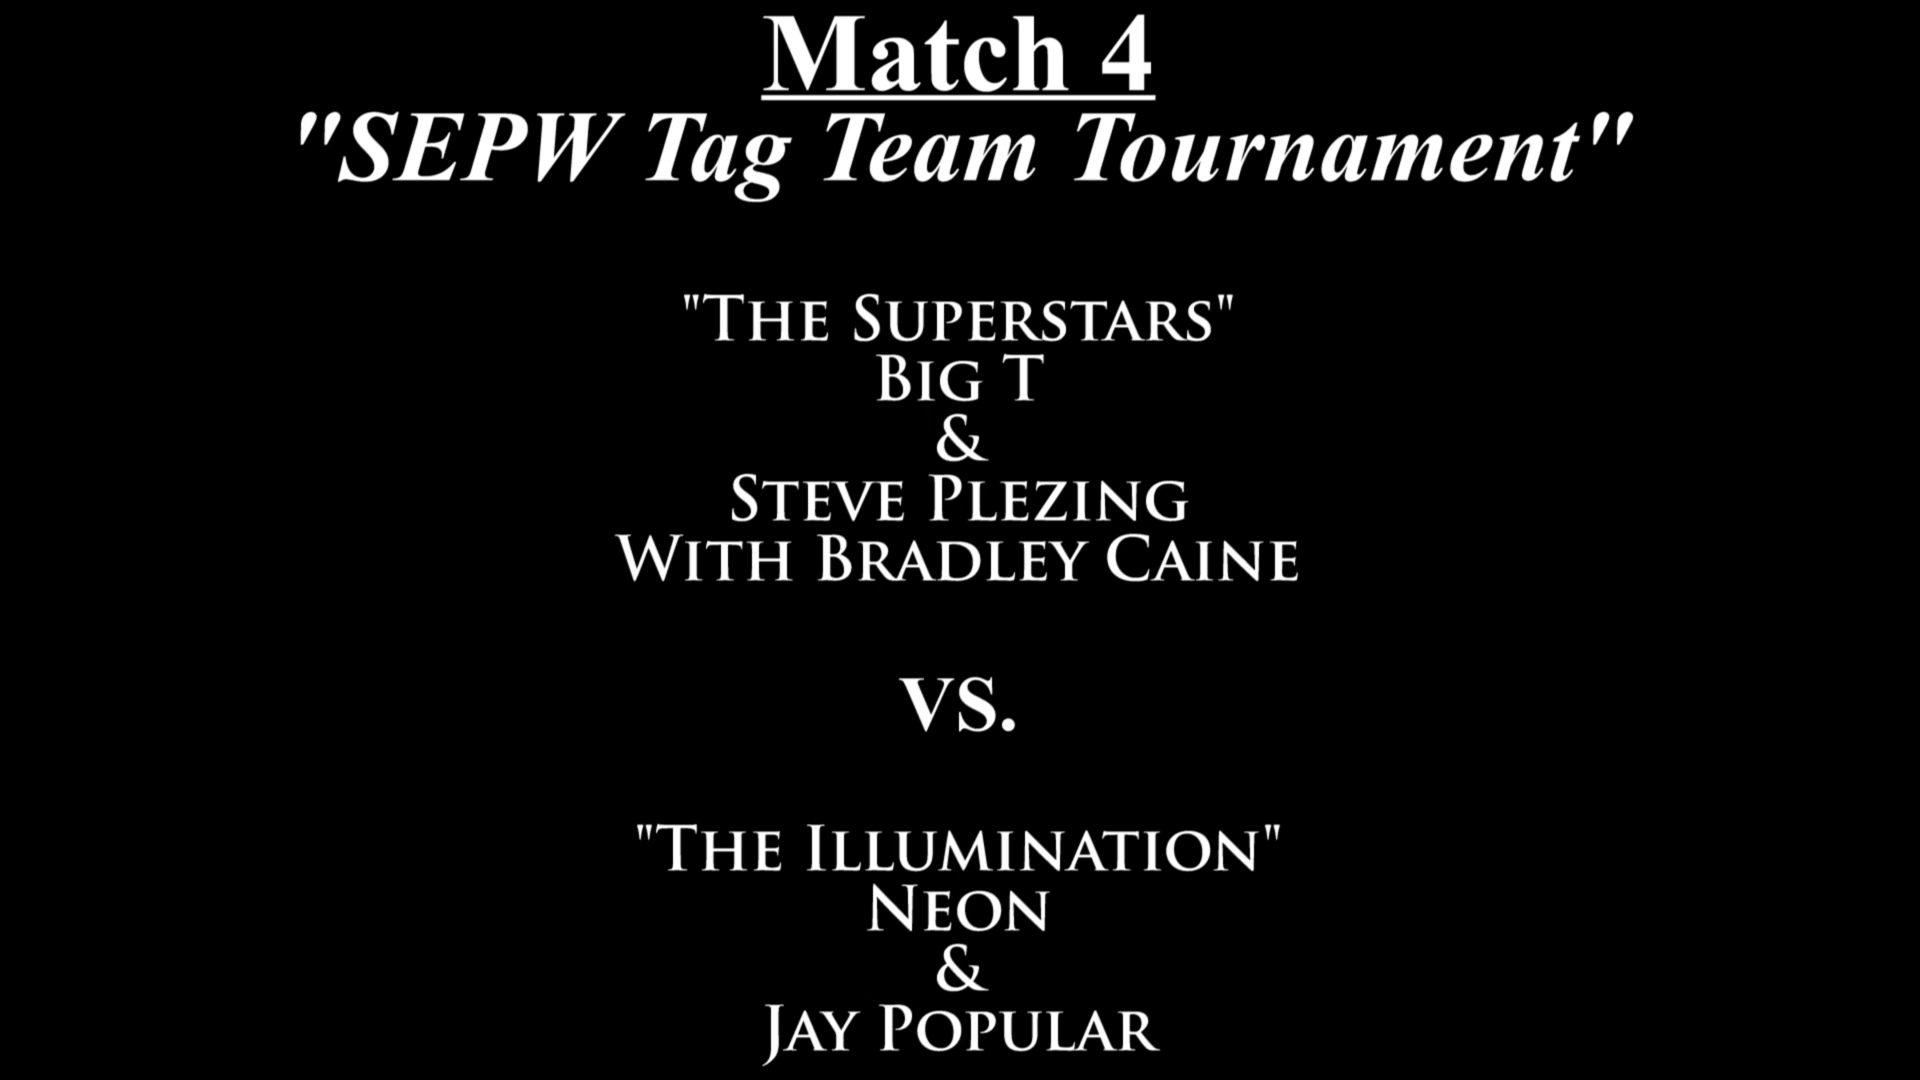 Match 4
"SEPW Tag Team Tournament"
"The Superstars"
Big T
&
Steve Plezing
With Bradley Caine
vs.
"The Illumination"
Neon
&
Jay Popular